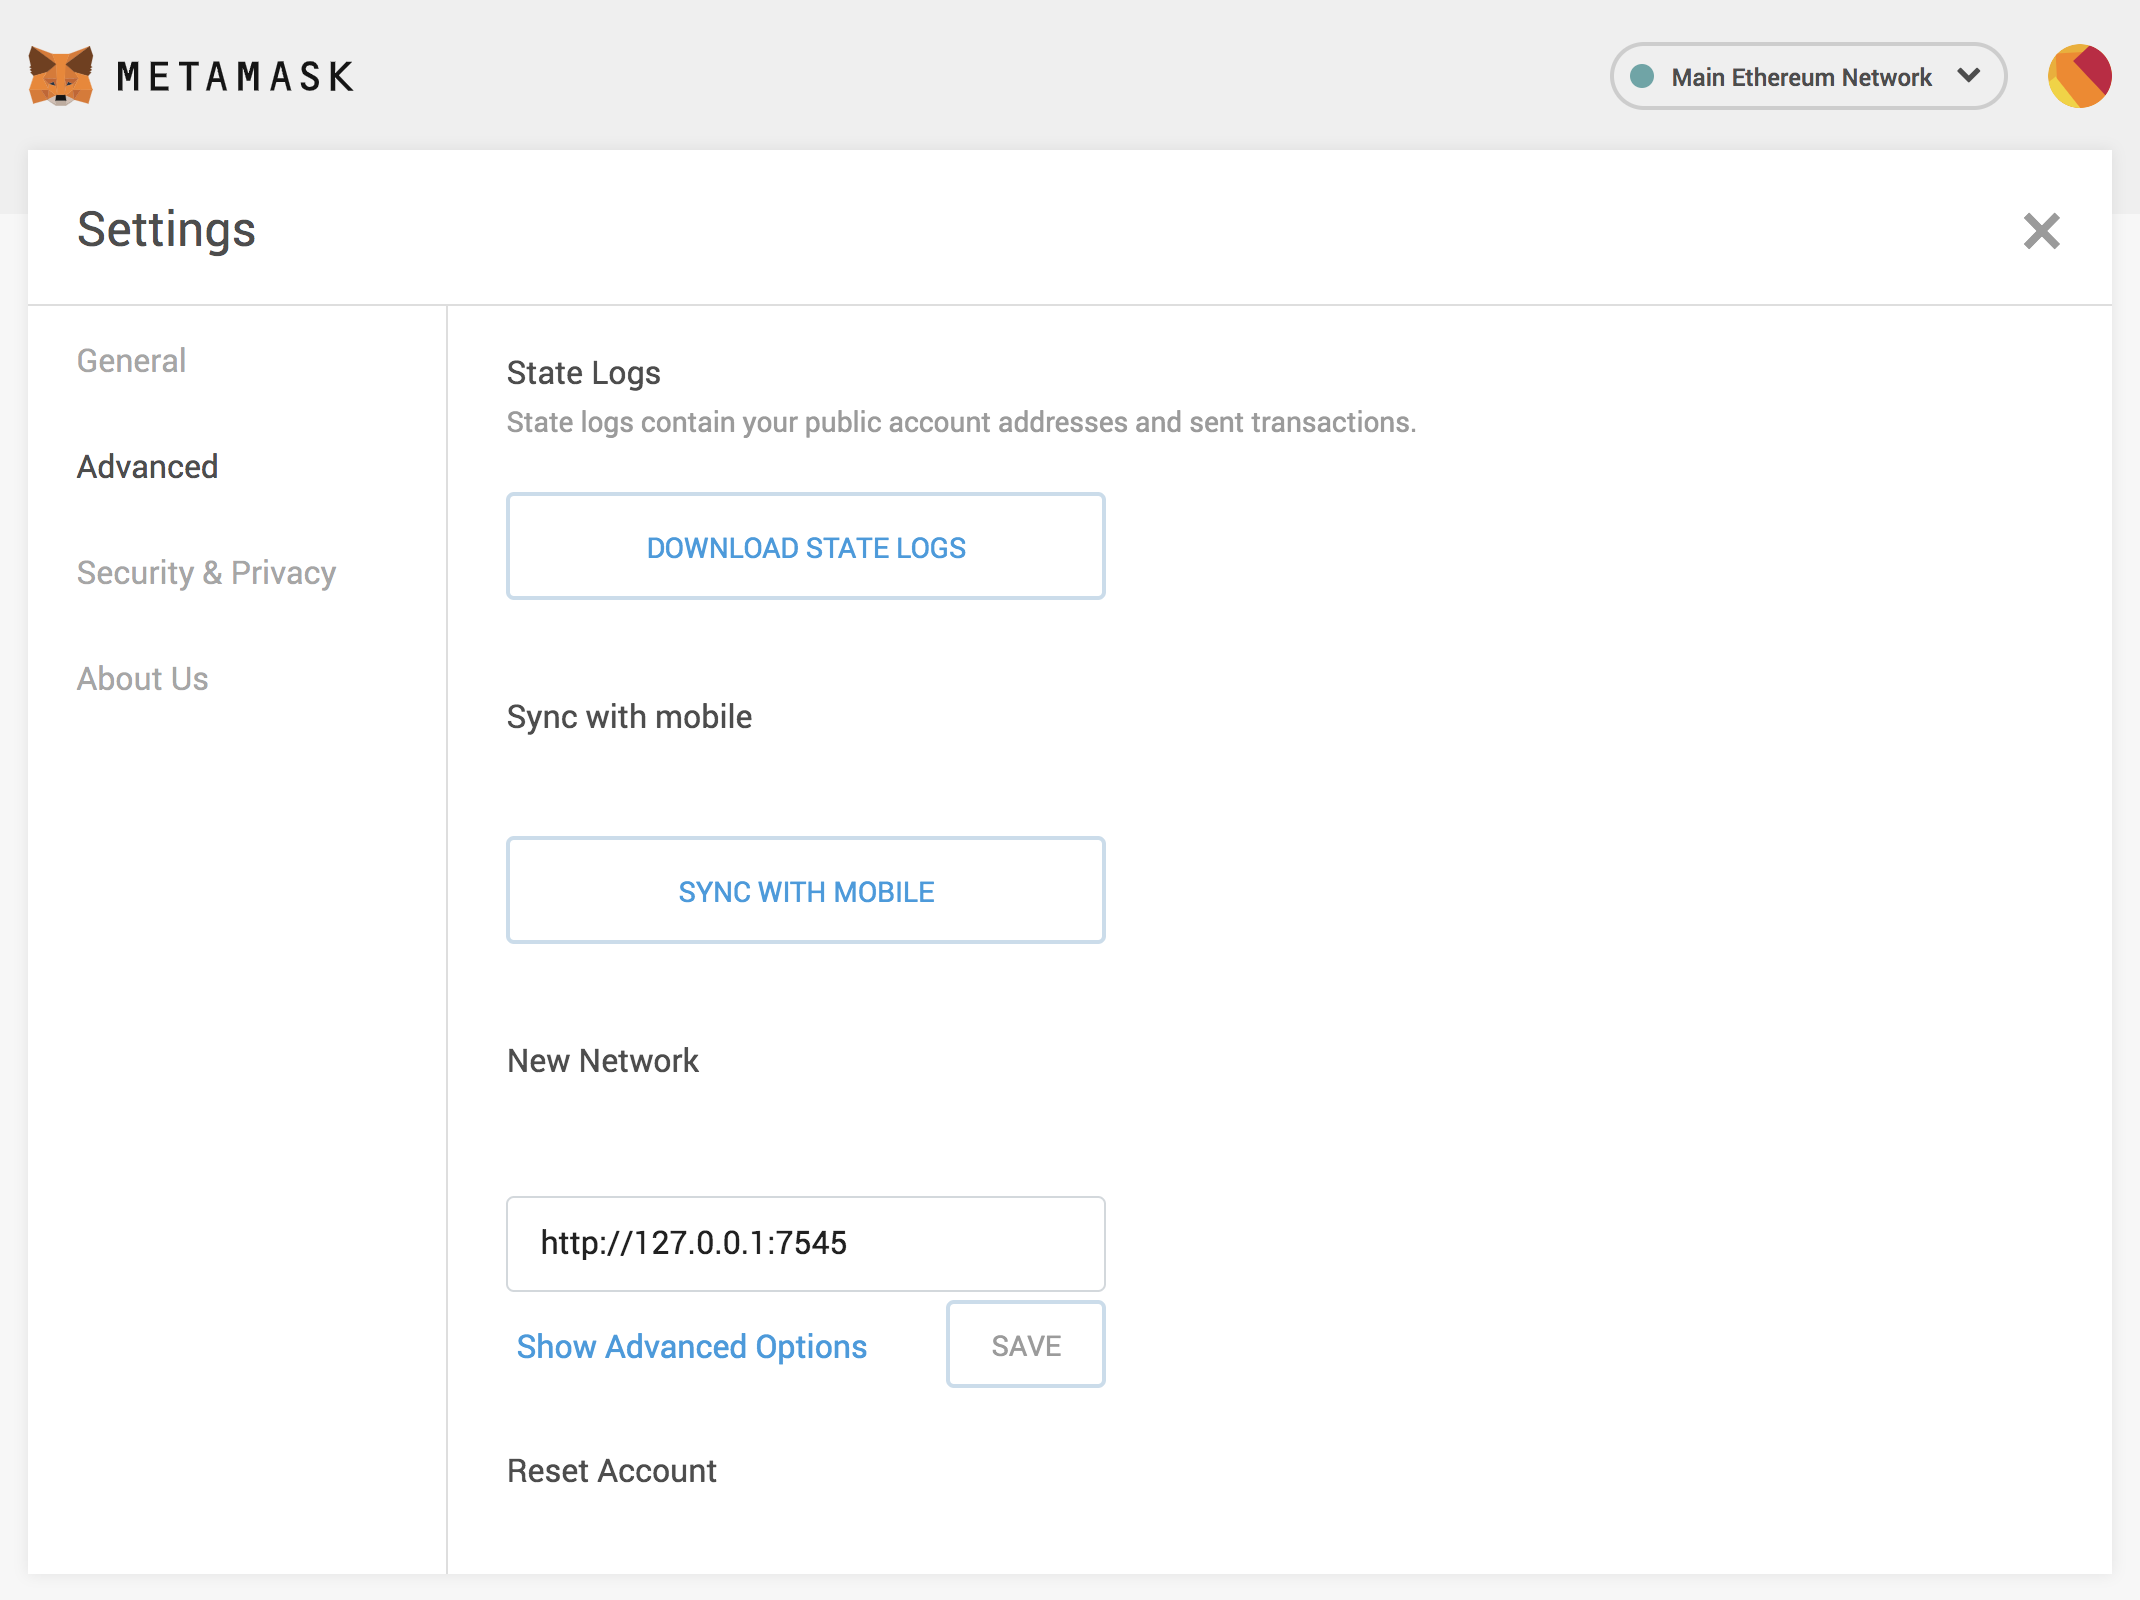 METAMASK
Main Ethereum Network
Settings
General
Advanced
Security & Privacy
About Us
State Logs
State logs contain your public account addresses and sent transactions.
DOWNLOAD STATE LOGS
Sync with mobile
SYNC WITH MOBILE
New Network
http://127.0.0.1:7545
Show Advanced Options
SAVE
Reset Account